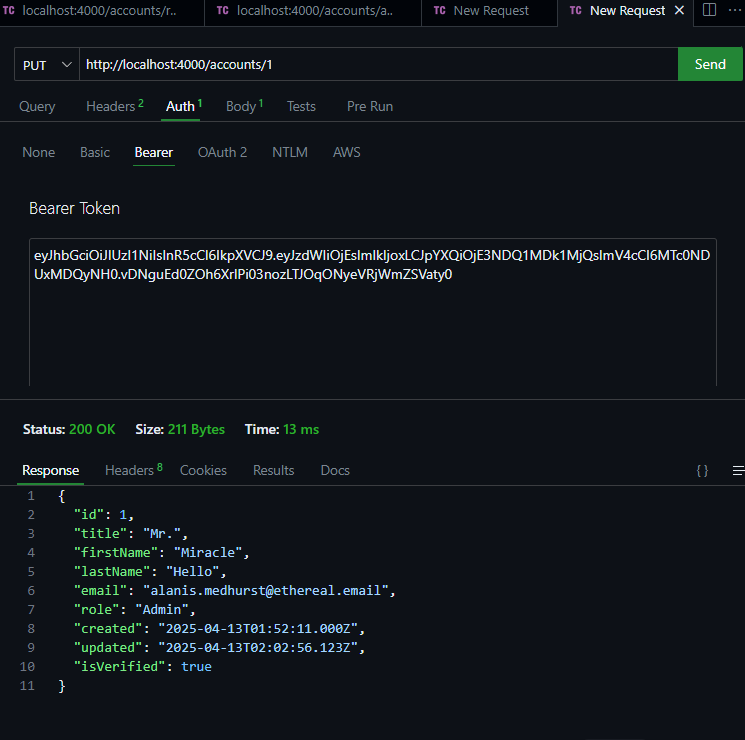 TC localhost:4000/accounts/r.. TC localhost:4000/accounts/a.. TC New Request TC New Request
PUT http://localhost:4000/accounts/1 Send
Query Headers 2 Auth 1 Body 1 Tests Pre Run
None Basic Bearer OAuth 2 NTLM AWS
Bearer Token
eyJhbGciOiJIUzI1NiIsInR5cCI6IkpXVCJ9.eyJzdWIiOjEsImlkIjoxLCJpYXQiOjE3NDQ1MDk1MjQsImV4cCI6MTc0ND
UxMDQyNH0.vDNguEd0ZOh6XrIPi03nozLTJOqONyeVRjWmZSVaty0
Status: 200 OK Size: 211 Bytes Time: 13 ms
Response Headers 8 Cookies Results Docs { }
1 {
2 "id": 1,
3 "title": "Mr.",
4 "firstName": "Miracle",
5 "lastName": "Hello",
6 "email": "alanis.medhurst@ethereal.email",
7 "role": "Admin",
8 "created": "2025-04-13T01:52:11.000Z",
9 "updated": "2025-04-13T02:02:56.123Z",
10 "isVerified": true
11 }